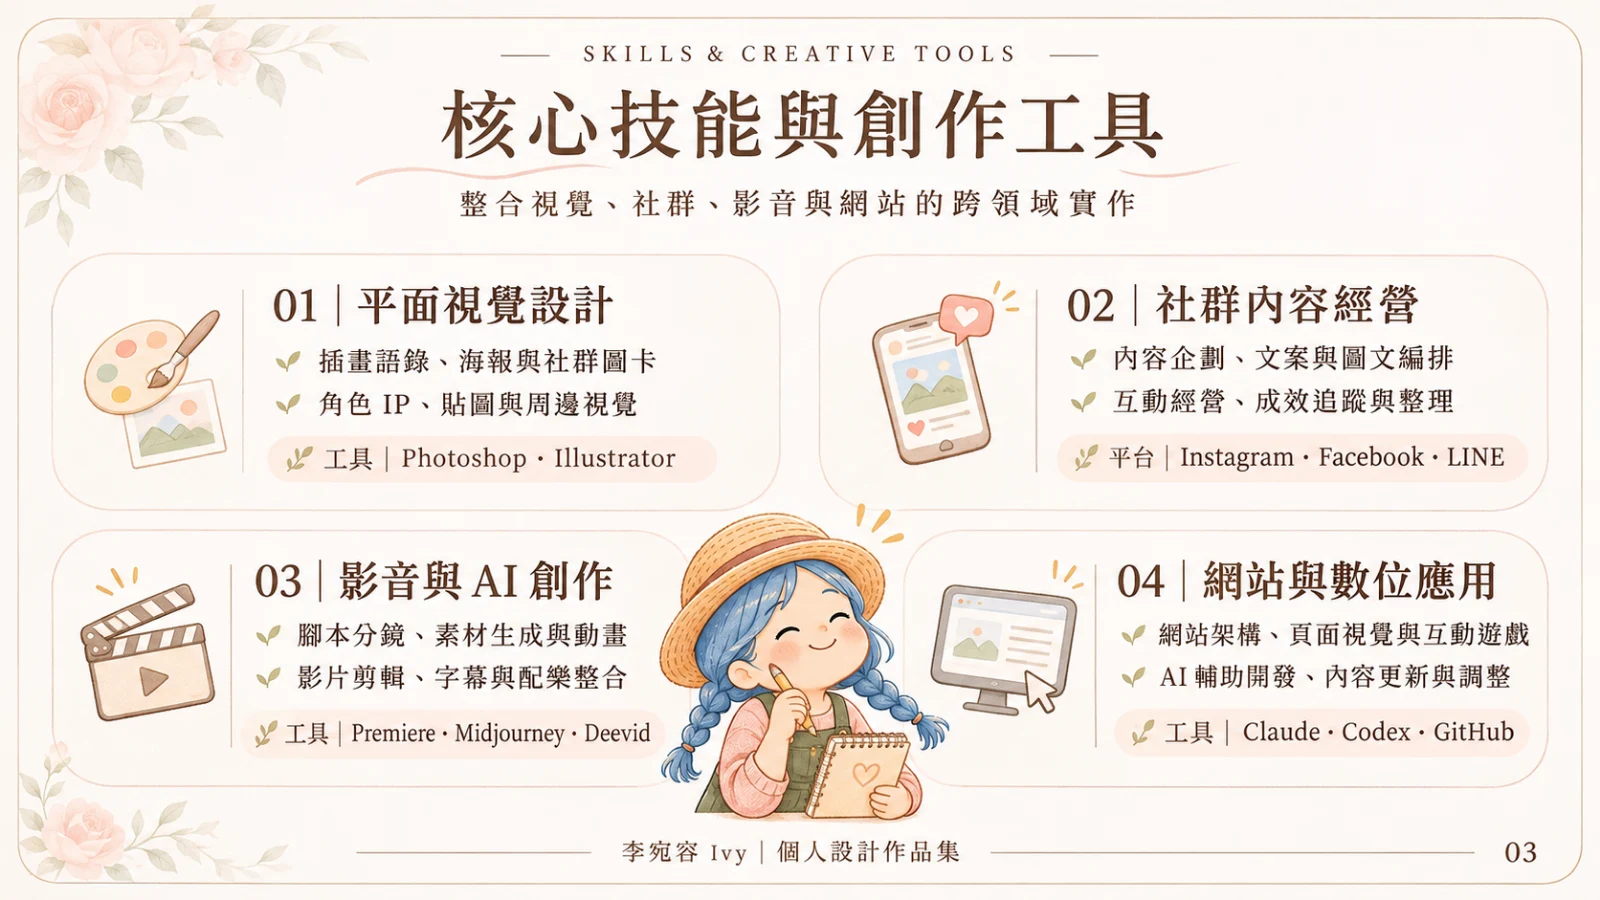 SKILLS & CREATIVE TOOLS
核心技能與創作工具
整合視覺、社群、影音與網站的跨領域實作
01｜平面視覺設計
插畫語錄、海報與社群圖卡
角色 IP、貼圖與周邊視覺
工具｜Photoshop・Illustrator
02｜社群內容經營
內容企劃、文案與圖文編排
互動經營、成效追蹤與整理
平台｜Instagram・Facebook・LINE
03｜影音與 AI 創作
腳本分鏡、素材生成與動畫
影片剪輯、字幕與配樂整合
工具｜Premiere・Midjourney・Deevid
04｜網站與數位應用
網站架構、頁面視覺與互動遊戲
AI 輔助開發、內容更新與調整
工具｜Claude・Codex・GitHub
李宛容 Ivy｜個人設計作品集
03